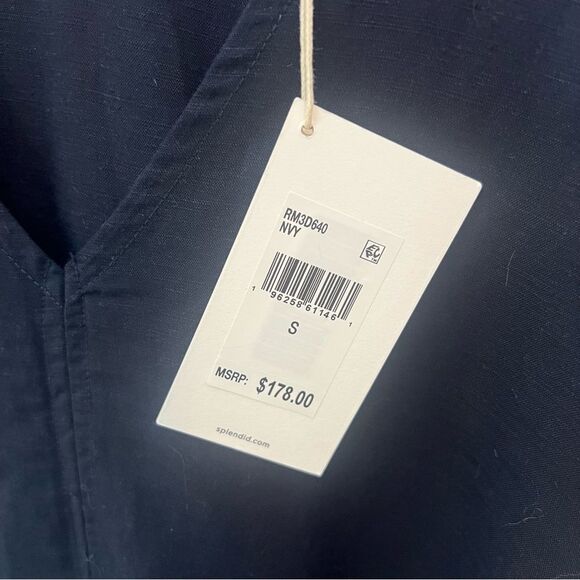 RM3D640
NVY
1 96258 61146 1
S
MSRP: $178.00
splendid.com